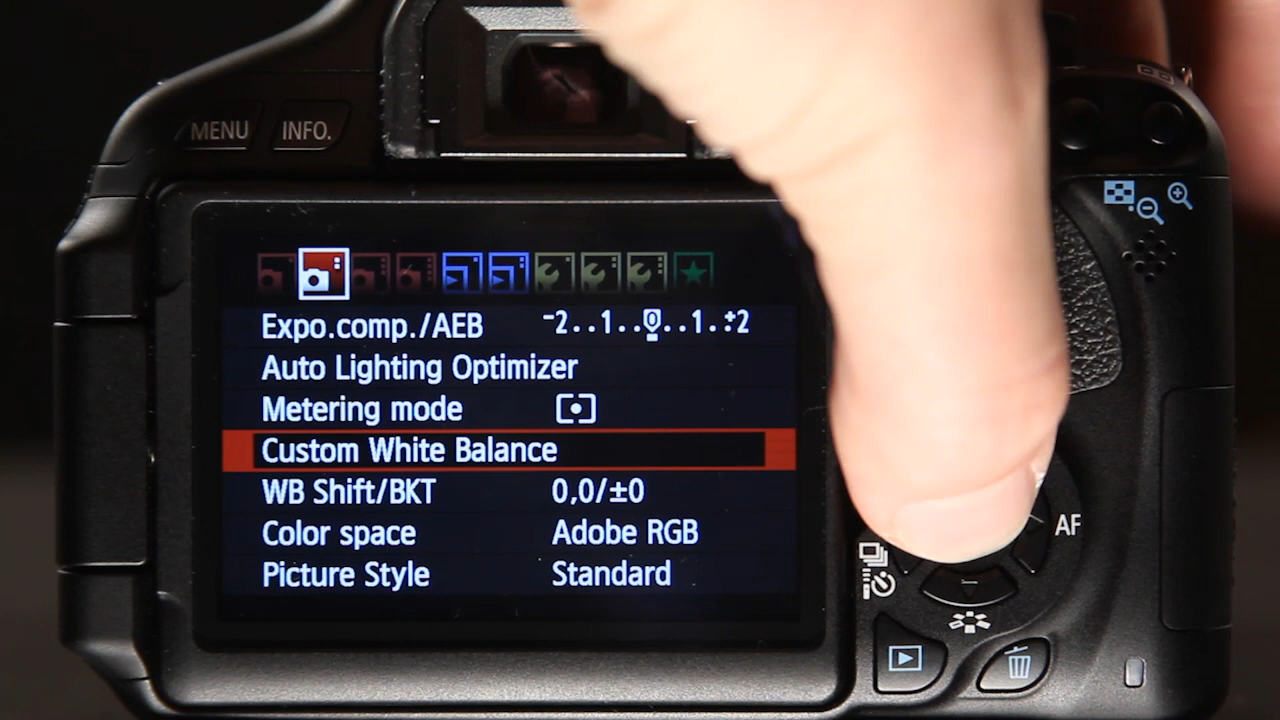 MENU INFO.
Expo.comp./AEB -2..1..0..1.:+2
Auto Lighting Optimizer
Metering mode
Custom White Balance
WB Shift/BKT 0,0/±0
Color space Adobe RGB
Picture Style Standard
AF